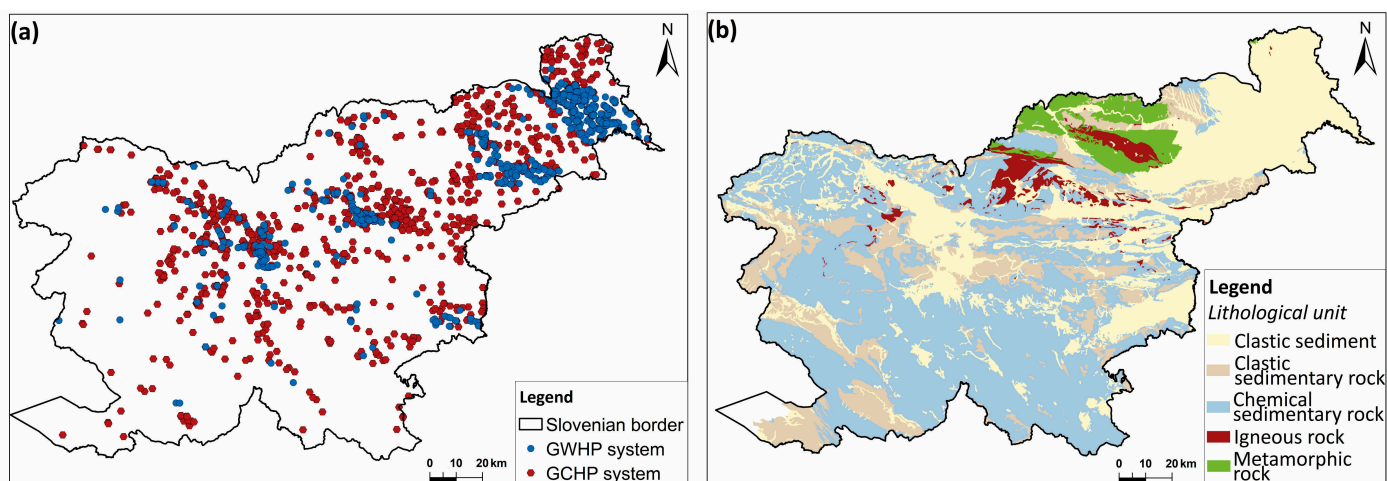 (a)
N
Legend
Slovenian border
GWHP system
GCHP system
0 10 20 km
(b)
N
Legend
Lithological unit
Clastic sediment
Clastic
sedimentary rock
Chemical
sedimentary rock
Igneous rock
Metamorphic
rock
0 10 20 km